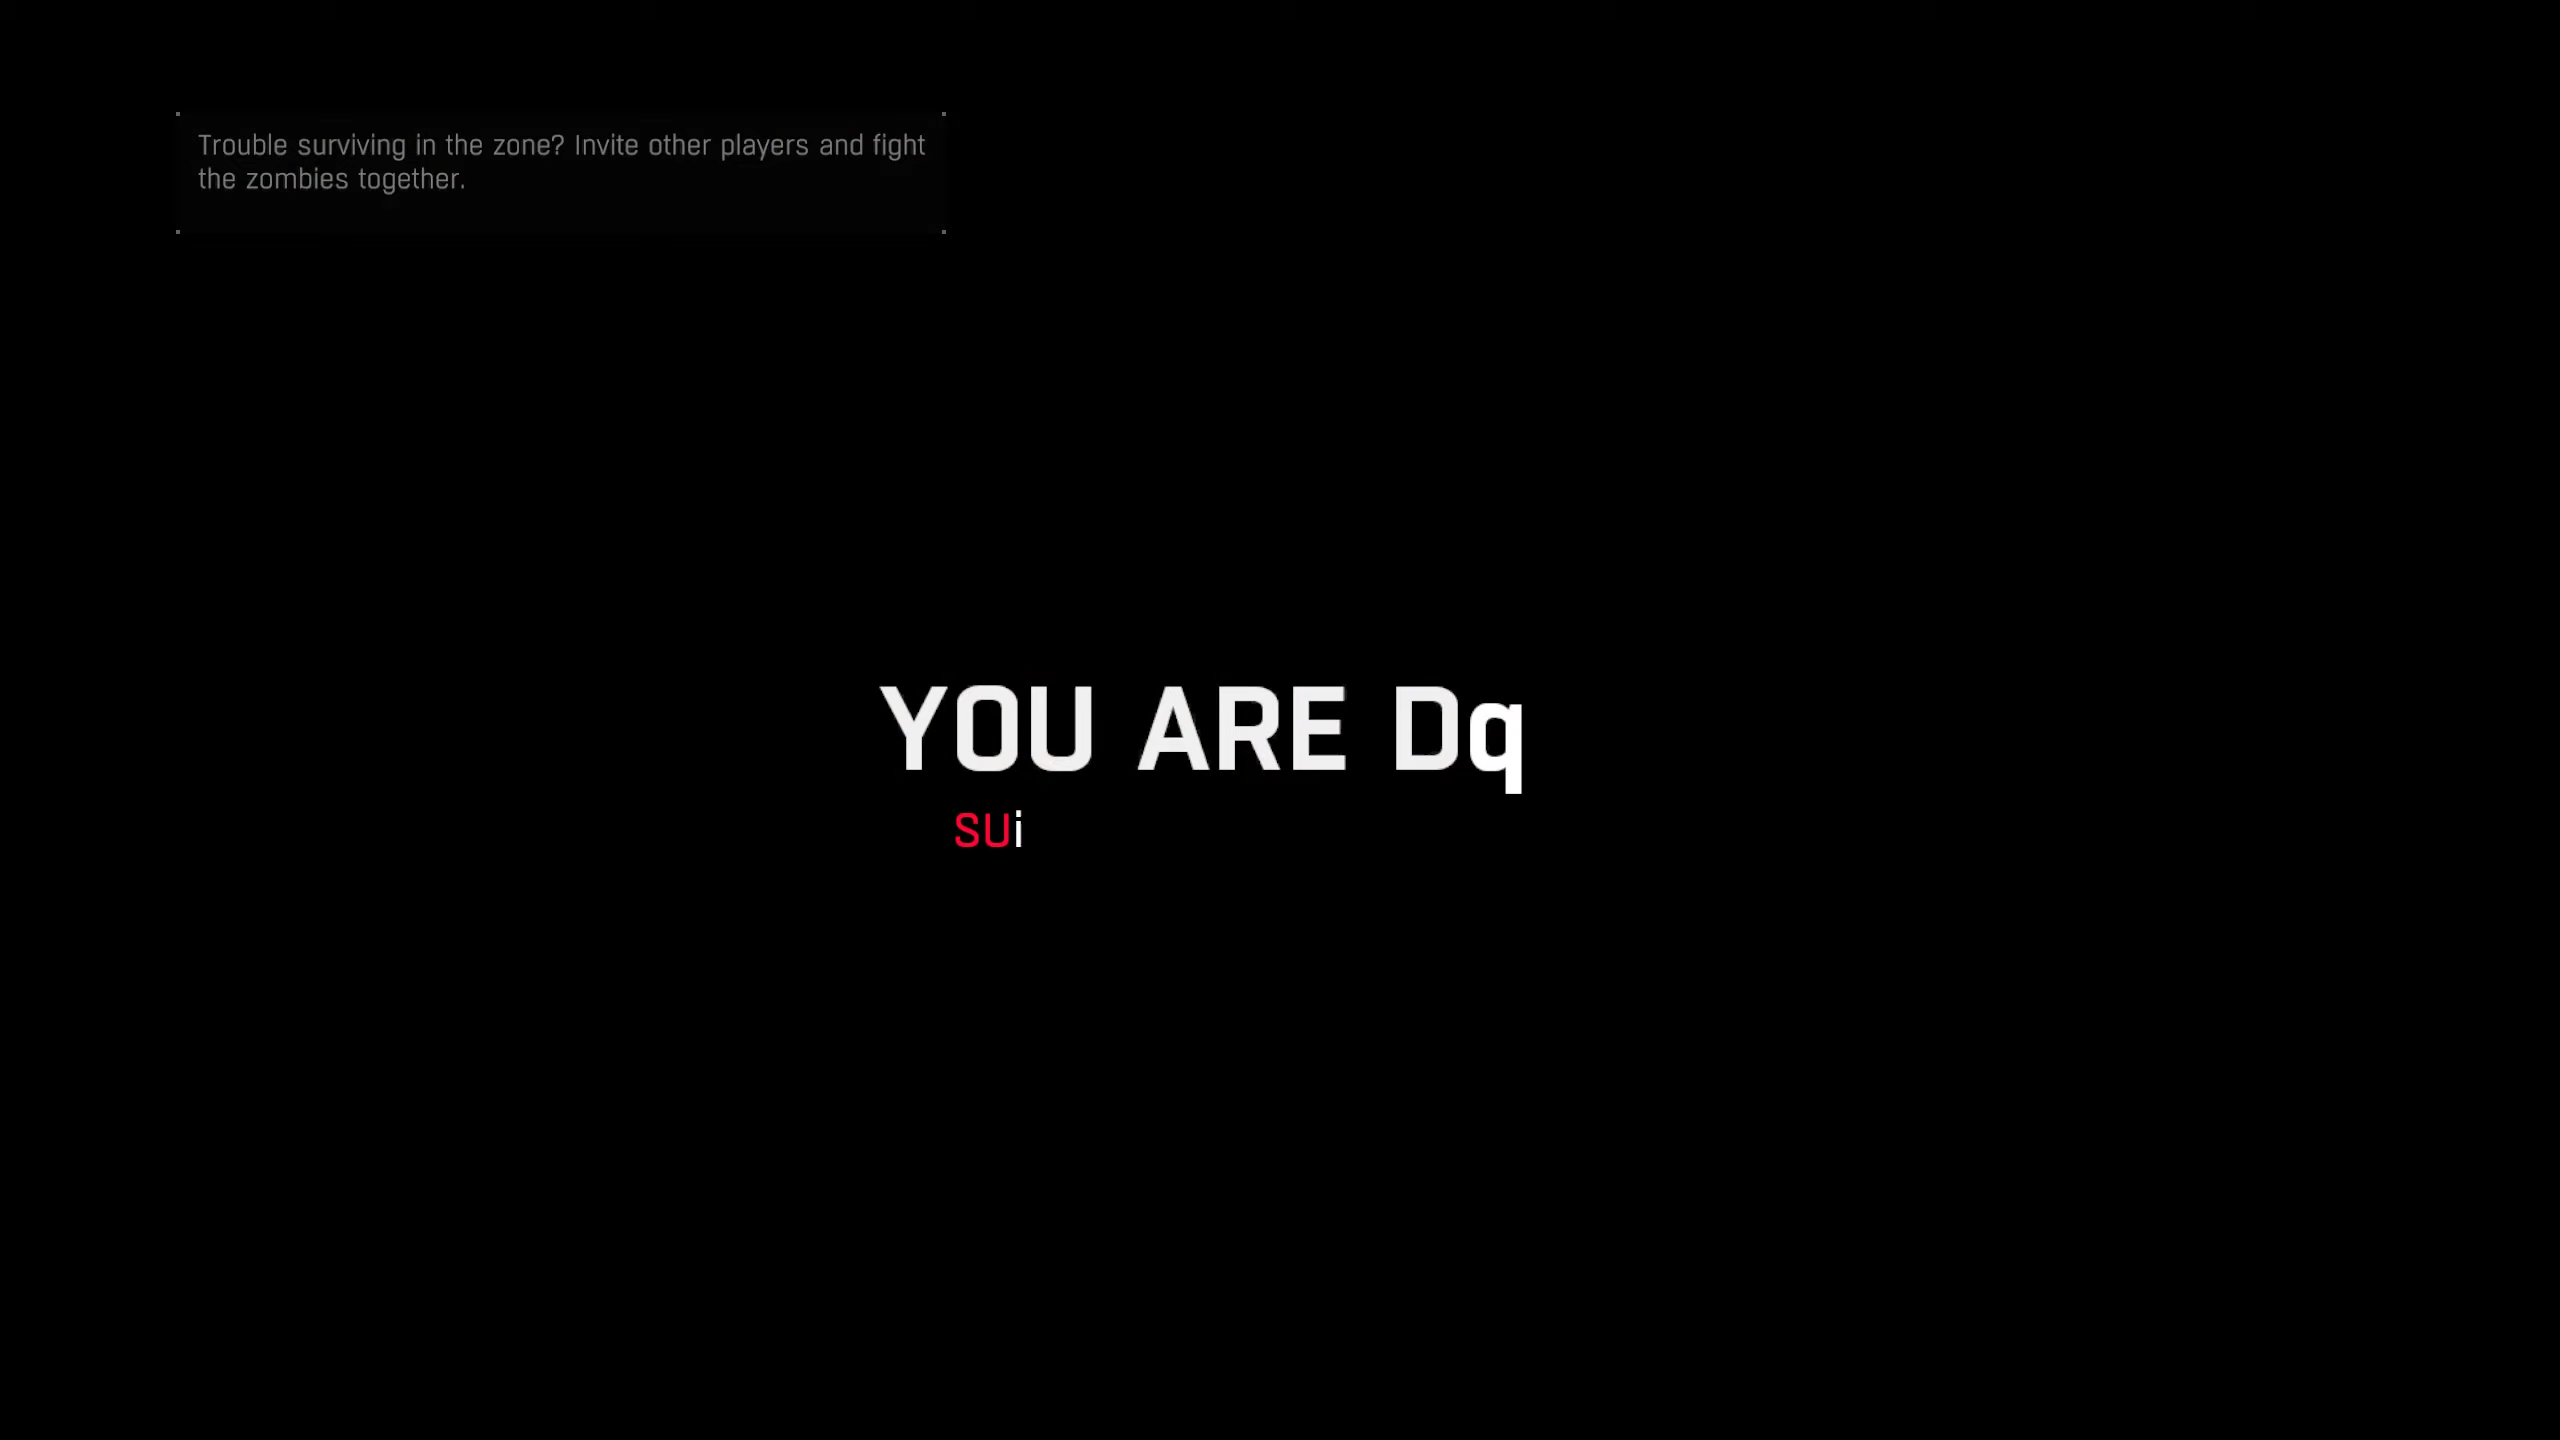 Trouble surviving in the zone? Invite other players and fight
the zombies together.
YOU ARE Dq
SUi